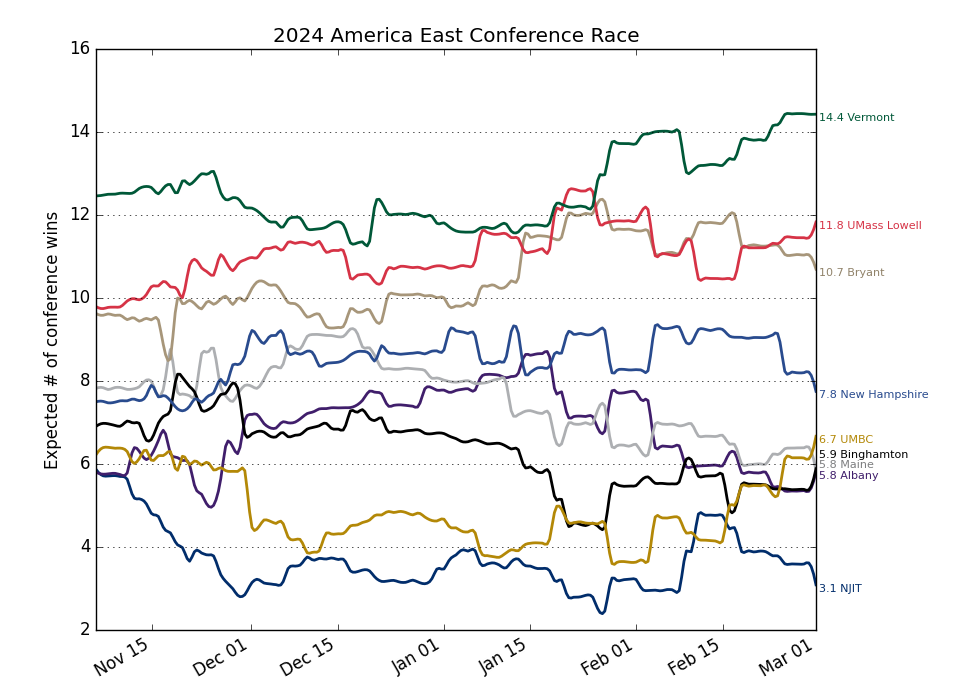 2024 America East Conference Race
Expected # of conference wins
16
14
12
10
8
6
4
2
14.4 Vermont
11.8 UMass Lowell
10.7 Bryant
7.8 New Hampshire
6.7 UMBC
5.9 Binghamton
5.8 Maine
5.8 Albany
3.1 NJIT
Nov 15 Dec 01 Dec 15 Jan 01 Jan 15 Feb 01 Feb 15 Mar 01